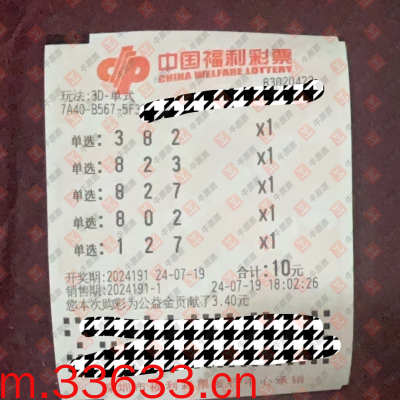 中国福利彩票
CHINA WELFARE LOTTERY
玩法:3D-单式
7A40-B567-5F
单选: 3 8 2 x1
单选: 8 2 3 x1
单选: 8 2 7 x1
单选: 8 0 2 x1
单选: 1 2 7 x1
开奖期:2024191 24-07-19 合计:10元
销售期:2024191-1 24-07-19 18:02:26
您本次购彩为公益金贡献了3.40元
m.33633.cn